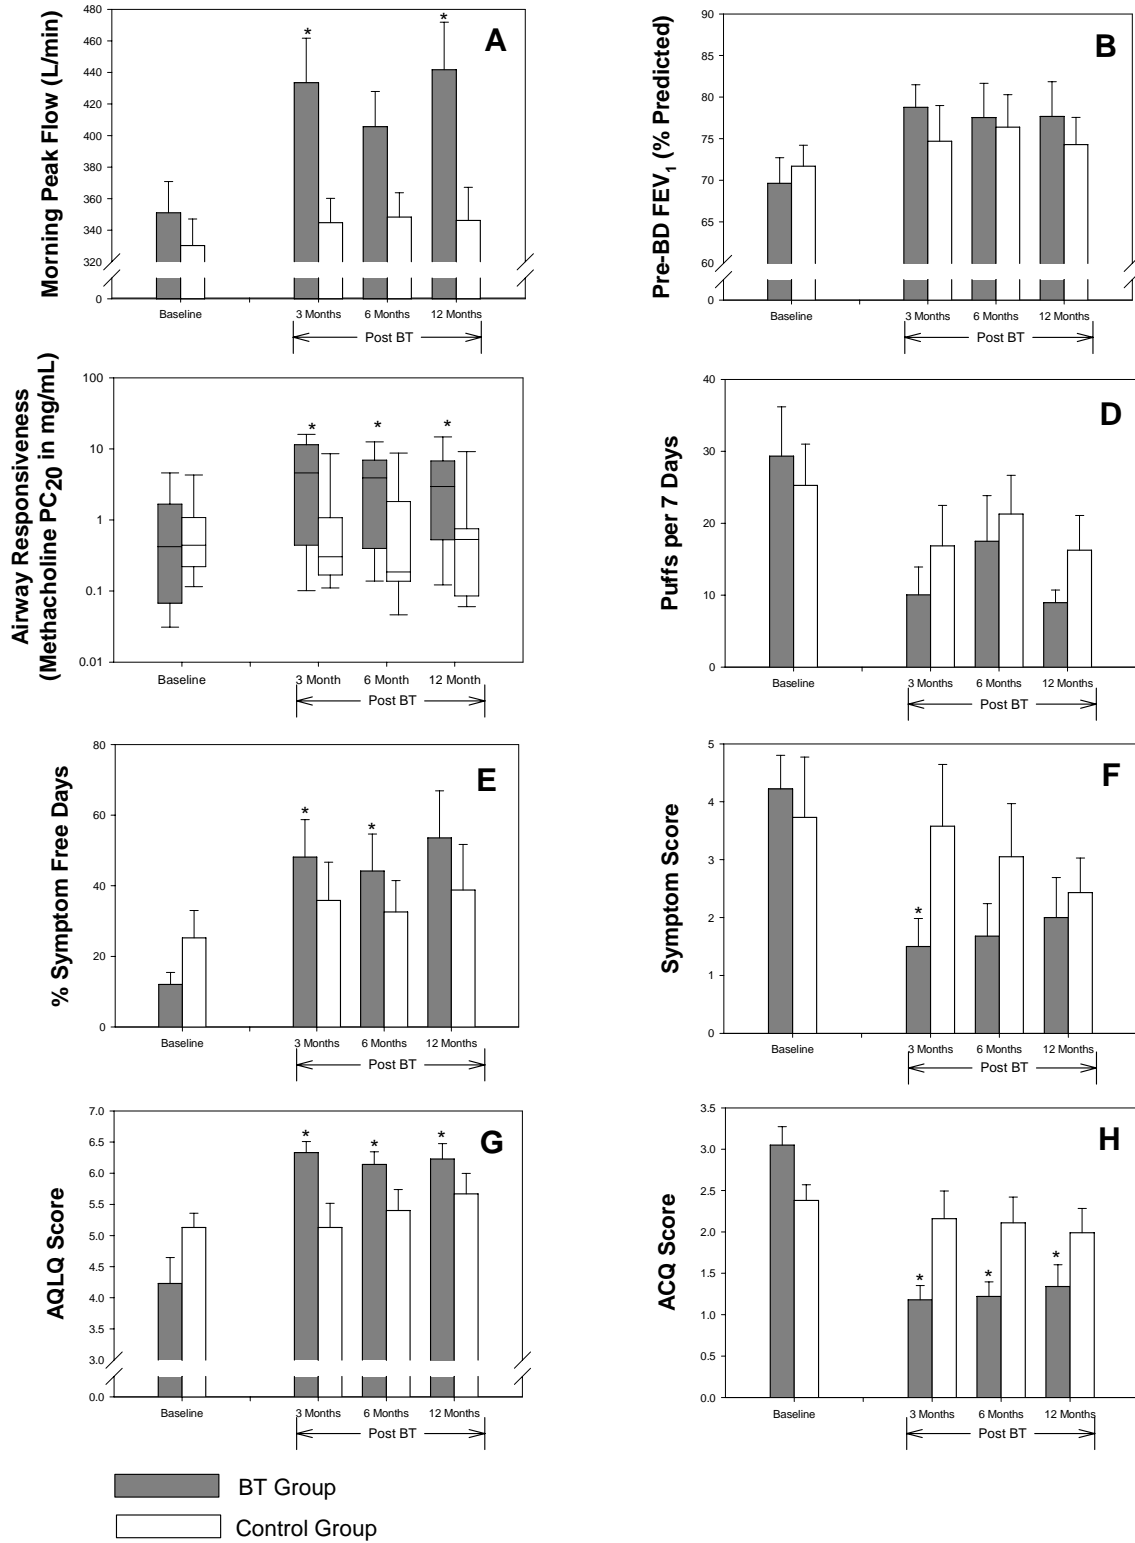 A
Morning Peak Flow (L/min)
480
460
440
420
400
380
360
340
320
0
*
*
Baseline
3 Months
6 Months
12 Months
Post BT
B
Pre-BD FEV1 (% Predicted)
90
85
80
75
70
65
60
0
Baseline
3 Months
6 Months
12 Months
Post BT
Airway Responsiveness
(Methacholine PC20 in mg/mL)
100
10
1
0.1
0.01
*
*
*
Baseline
3 Month
6 Month
12 Month
Post BT
D
Puffs per 7 Days
40
30
20
10
0
Baseline
3 Months
6 Months
12 Months
Post BT
E
% Symptom Free Days
80
60
40
20
0
*
*
Baseline
3 Months
6 Months
12 Months
Post BT
F
Symptom Score
5
4
3
2
1
0
*
Baseline
3 Months
6 Months
12 Months
Post BT
G
AQLQ Score
7.0
6.5
6.0
5.5
5.0
4.5
4.0
3.5
3.0
0.0
*
*
*
Baseline
3 Months
6 Months
12 Months
Post BT
H
ACQ Score
3.5
3.0
2.5
2.0
1.5
1.0
0.5
0.0
*
*
*
Baseline
3 Months
6 Months
12 Months
Post BT
BT Group
Control Group